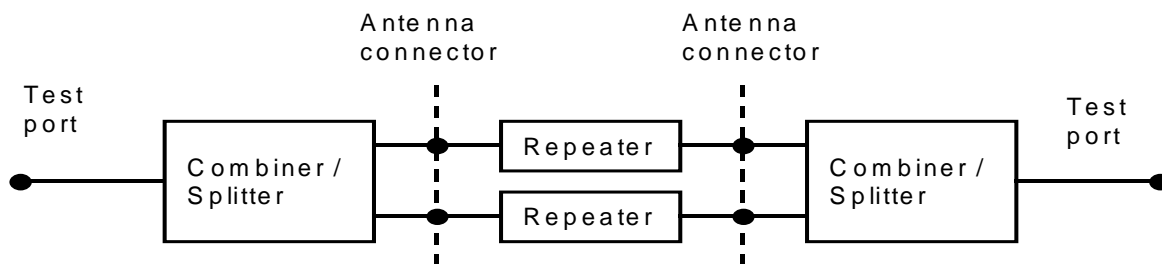 Antenna
connector
Antenna
connector
Test
port
Test
port
Repeater
Combiner/
Splitter
Combiner/
Splitter
Repeater